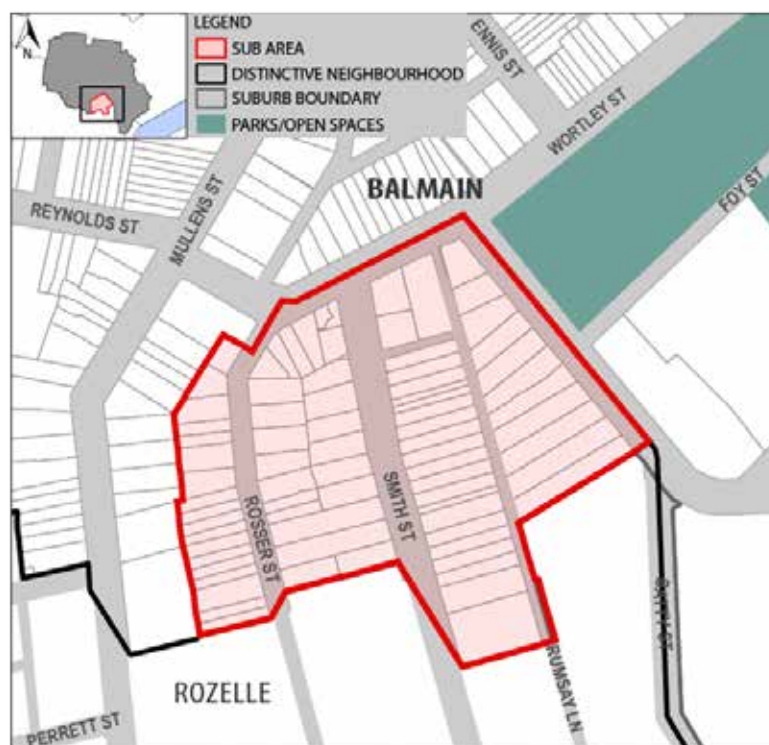 LEGEND
SUB AREA
DISTINCTIVE NEIGHBOURHOOD
SUBURB BOUNDARY
PARKS/OPEN SPACES
N
ENNIS ST
WORTLEY ST
BALMAIN
FOY ST
MULLENS ST
REYNOLDS ST
ROSSER ST
SMITH ST
RUMSAY LN
ROZELLE
PERRETT ST